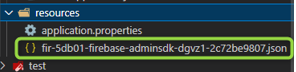 resources
application.properties
{} fir-5db01-firebase-adminsdk-dgvz1-2c72be9807.json
test